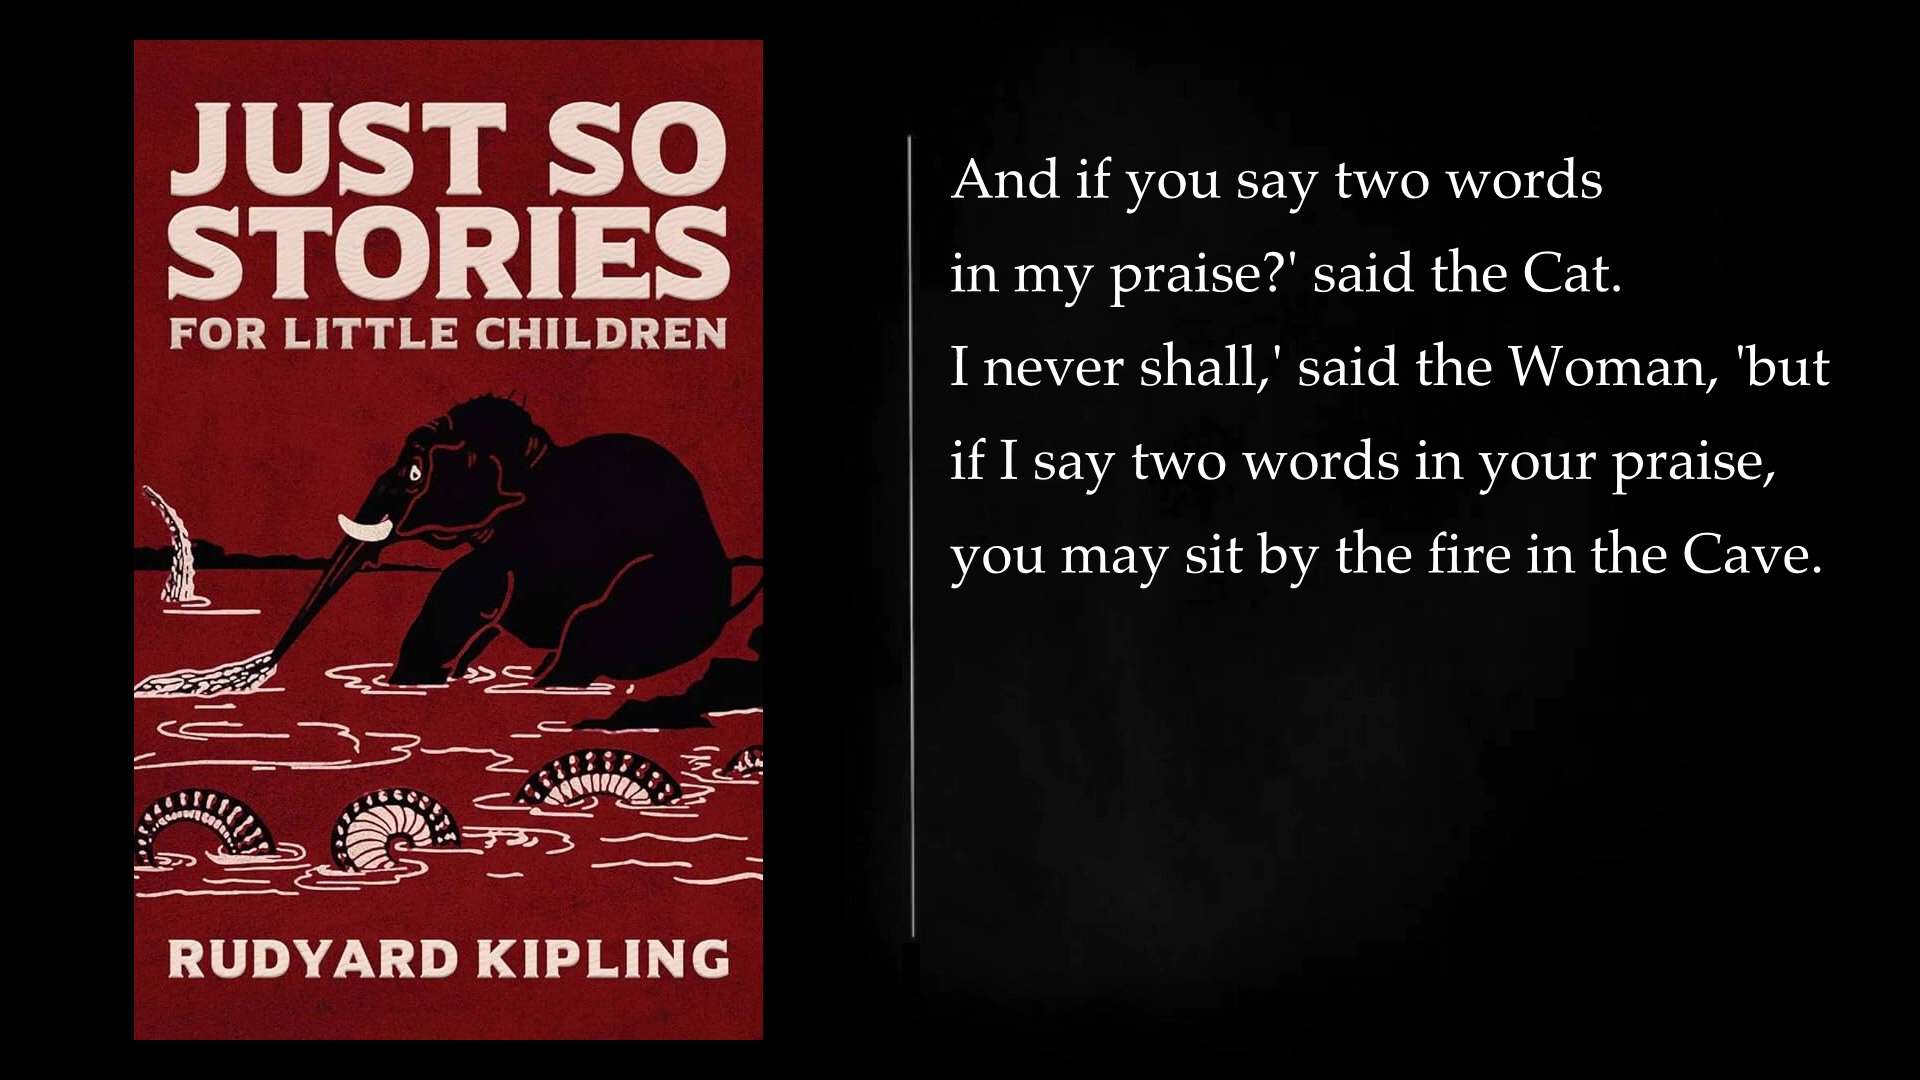 JUST SO
STORIES
FOR LITTLE CHILDREN
RUDYARD KIPLING
And if you say two words
in my praise?' said the Cat.
I never shall,' said the Woman, 'but
if I say two words in your praise,
you may sit by the fire in the Cave.